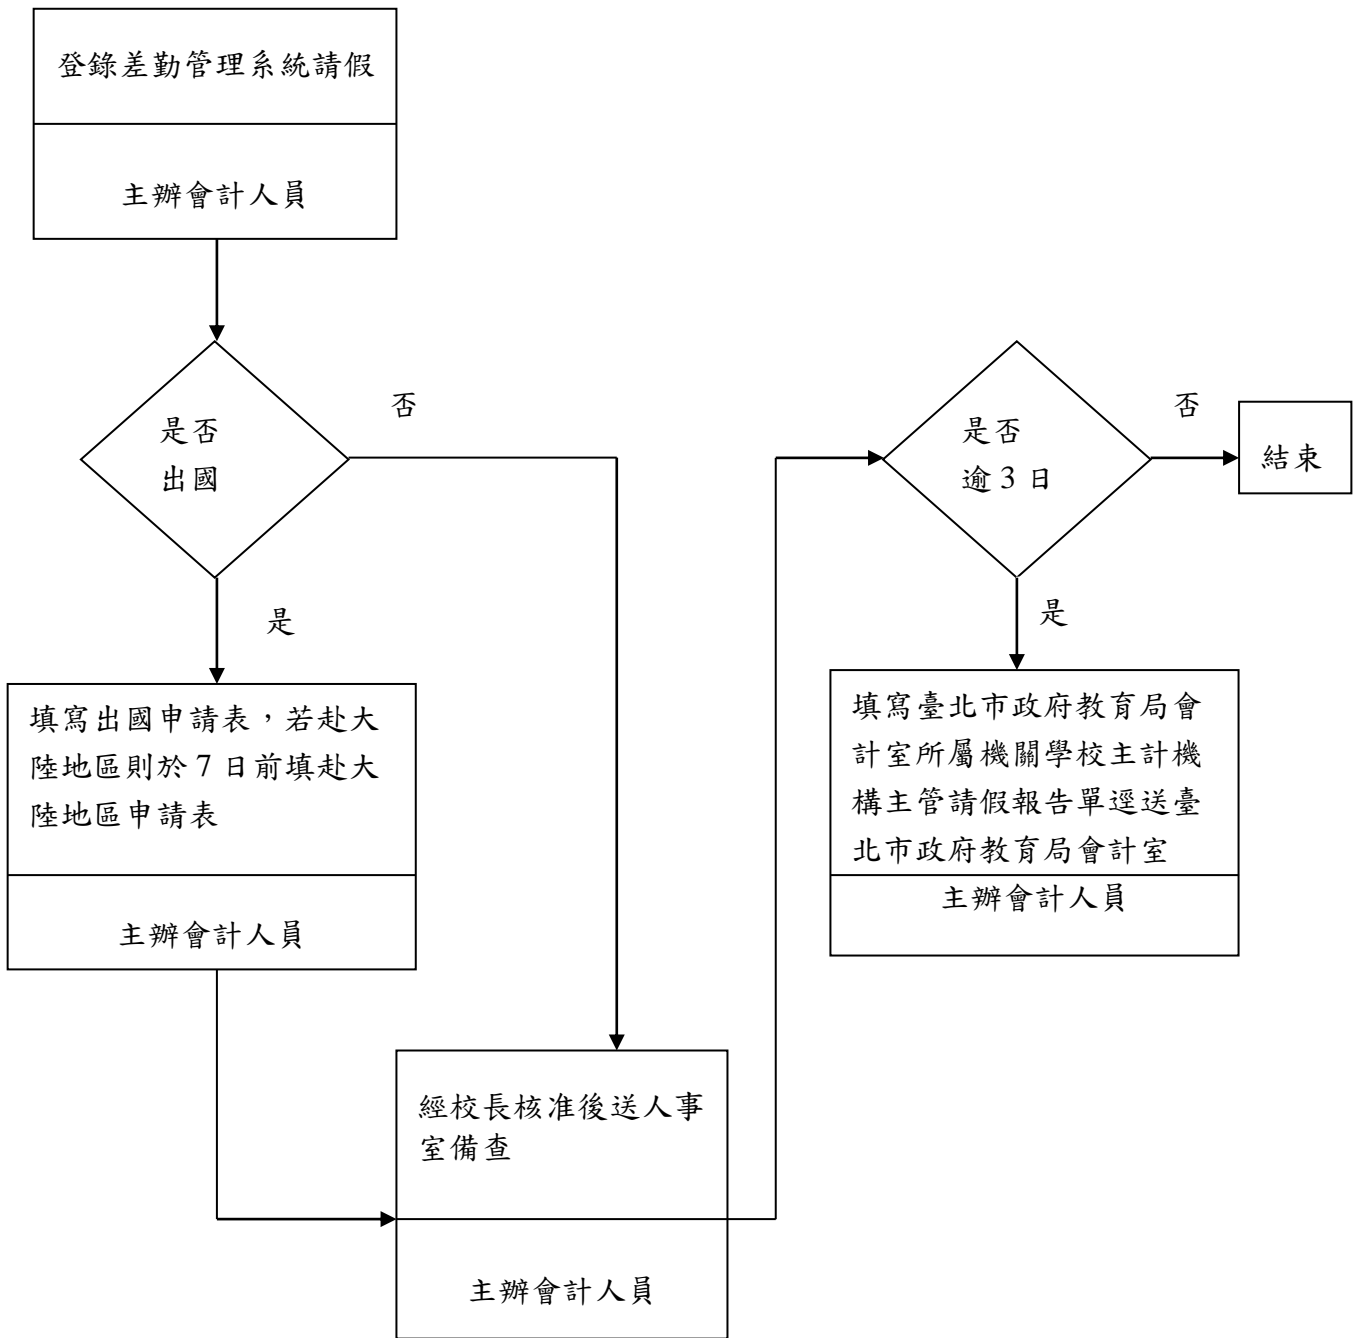 登錄差勤管理系統請假
主辦會計人員
是否
出國
否
是
填寫出國申請表，若赴大
陸地區則於7日前填赴大
陸地區申請表
主辦會計人員
經校長核准後送人事
室備查
主辦會計人員
是否
逾3日
否
結束
是
填寫臺北市政府教育局會
計室所屬機關學校主計機
構主管請假報告單逕送臺
北市政府教育局會計室
主辦會計人員